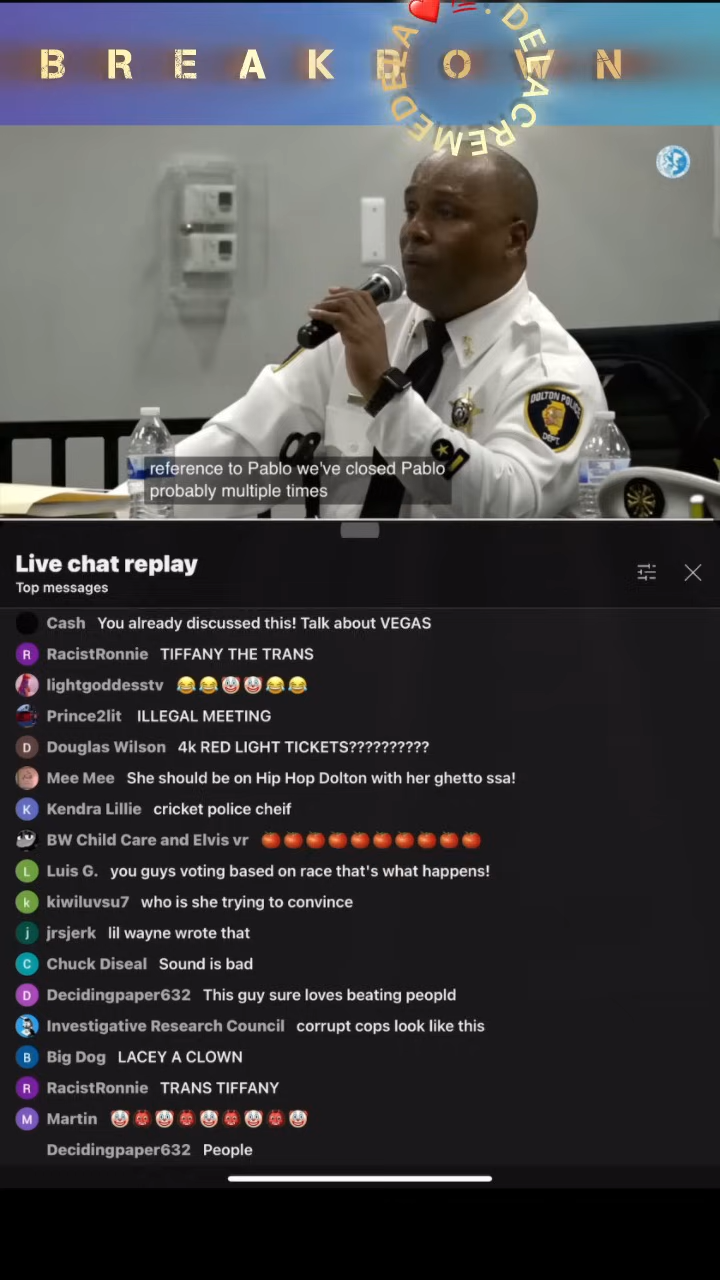 BREAKDOWN
DELACREMEDELA
DOLTON POLICE
DEPT.
reference to Pablo we've closed Pablo
probably multiple times
Live chat replay
Top messages
Cash You already discussed this! Talk about VEGAS
R RacistRonnie TIFFANY THE TRANS
lightgoddesstv 😂😂🤡🤡😂😂
Prince2lit ILLEGAL MEETING
D Douglas Wilson 4k RED LIGHT TICKETS??????????
Mee Mee She should be on Hip Hop Dolton with her ghetto ssa!
K Kendra Lillie cricket police cheif
BW Child Care and Elvis vr 🍅🍅🍅🍅🍅🍅🍅🍅🍅🍅
L Luis G. you guys voting based on race that's what happens!
k kiwiluvsu7 who is she trying to convince
j jrsjerk lil wayne wrote that
C Chuck Diseal Sound is bad
D Decidingpaper632 This guy sure loves beating peopld
Investigative Research Council corrupt cops look like this
B Big Dog LACEY A CLOWN
R RacistRonnie TRANS TIFFANY
M Martin 🤡👹🤡👹🤡👹🤡👹🤡
Decidingpaper632 People